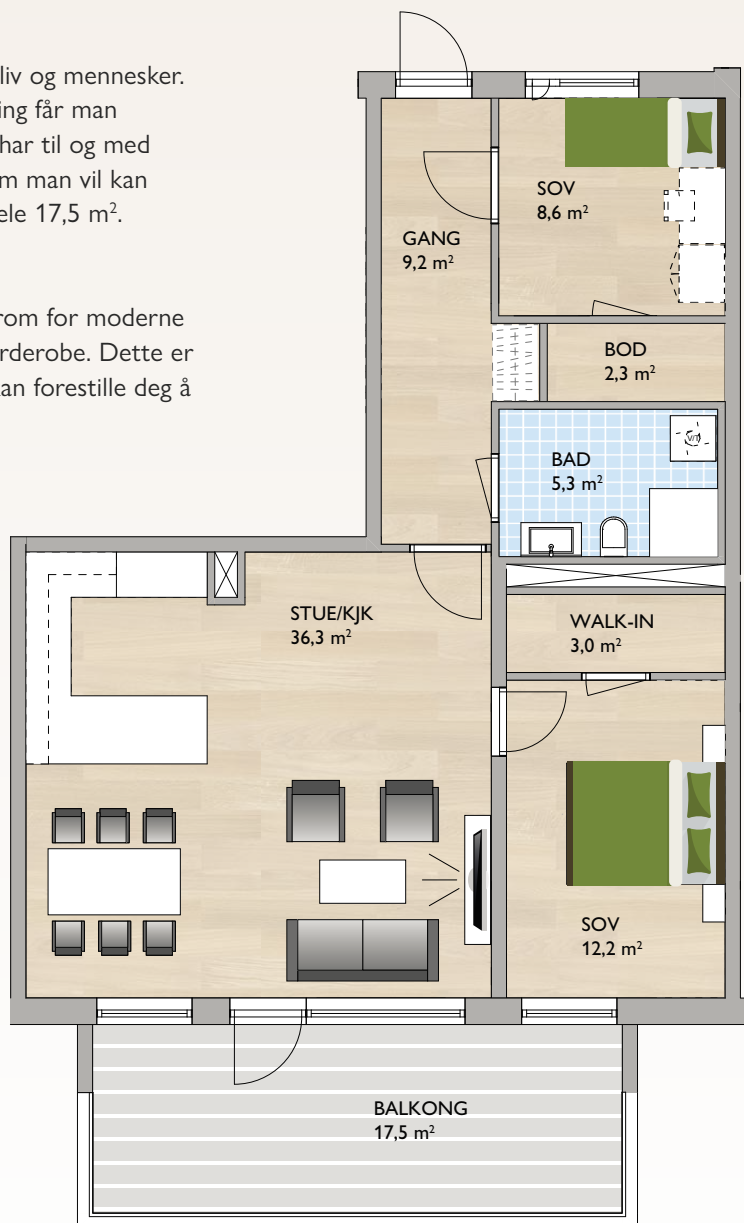 liv og mennesker.
ing får man
har til og med
m man vil kan
ele 17,5 m².
rom for moderne
rderobe. Dette er
an forestille deg å
SOV
8,6 m²
GANG
9,2 m²
BOD
2,3 m²
BAD
5,3 m²
STUE/KJK
36,3 m²
WALK-IN
3,0 m²
SOV
12,2 m²
BALKONG
17,5 m²